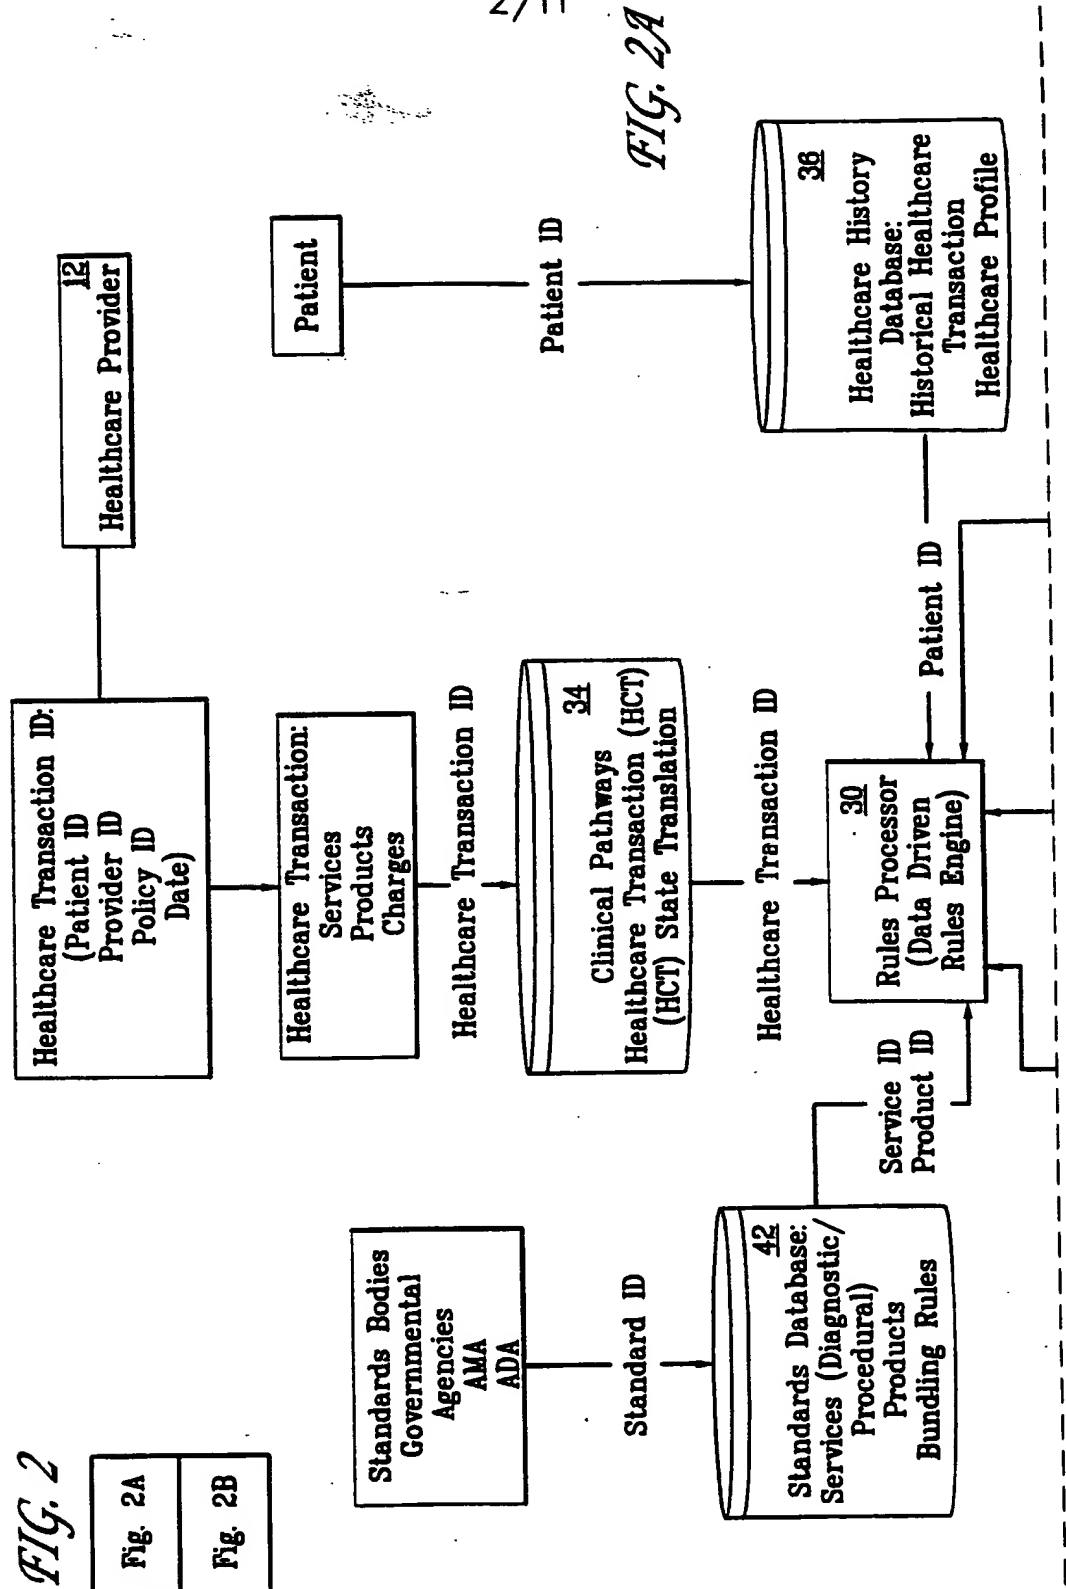 2/11
FIG. 2
Fig. 2A
Fig. 2B
FIG. 2A
12
Healthcare Provider
Healthcare Transaction ID:
(Patient ID
Provider ID
Policy ID
Date)
Healthcare Transaction:
Services
Products
Charges
Healthcare Transaction ID
34
Clinical Pathways
Healthcare Transaction (HCT)
(HCT) State Translation
Healthcare Transaction ID
Patient
Patient ID
36
Healthcare History
Database:
Historical Healthcare
Transaction
Healthcare Profile
Patient ID
Standards Bodies
Governmental
Agencies
AMA
ADA
Standard ID
42
Standards Database:
Services (Diagnostic/
Procedural)
Products
Bundling Rules
Service ID
Product ID
30
Rules Processor
(Data Driven
Rules Engine)